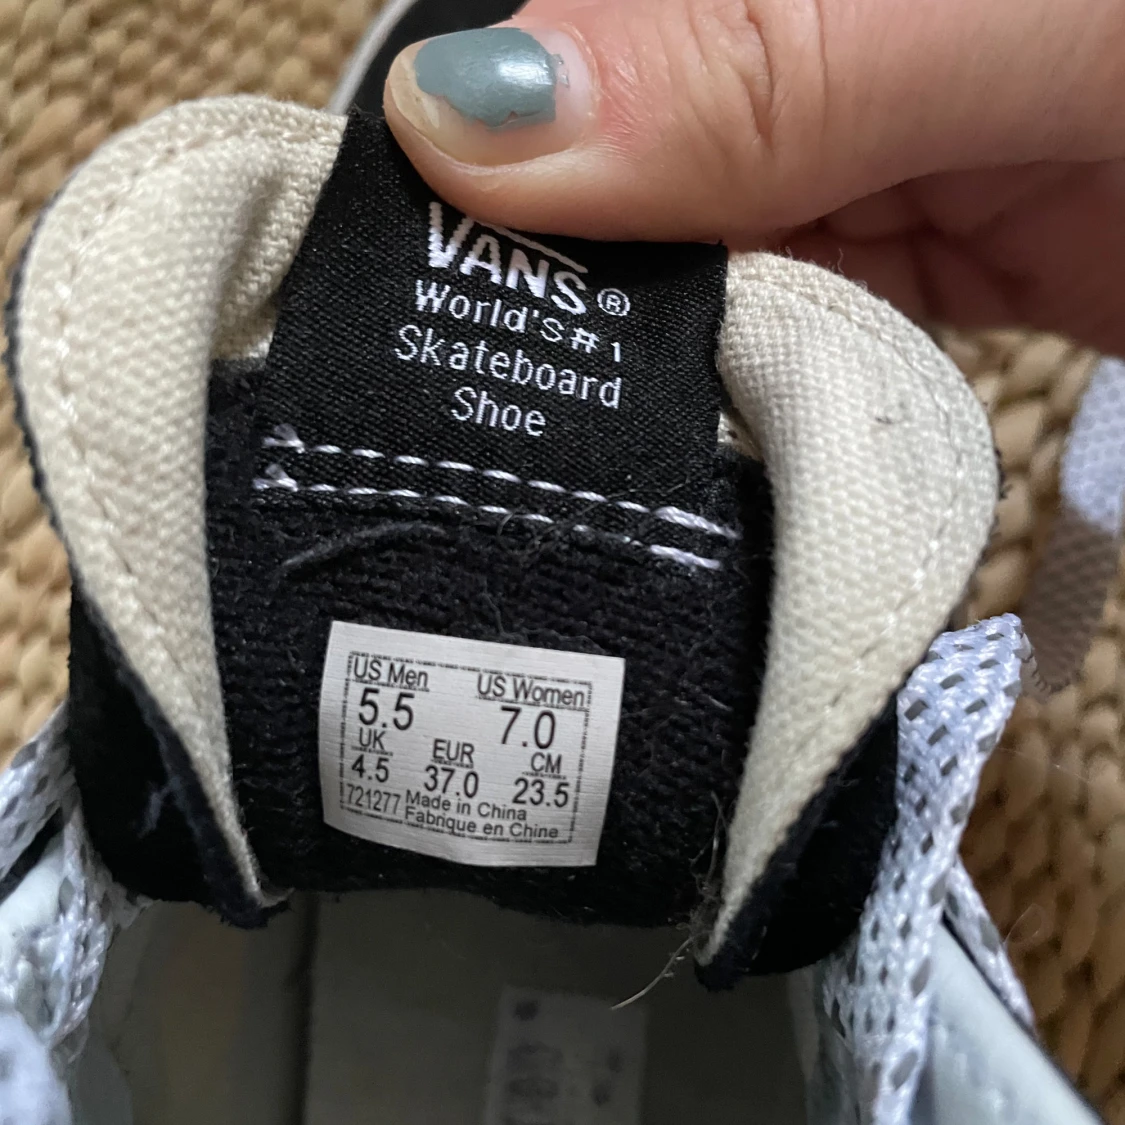 VANS®
World'S #1
Skateboard
Shoe
US Men US Women
5.5 7.0
UK EUR CM
4.5 37.0 23.5
721277 Made in China
Fabrique en Chine